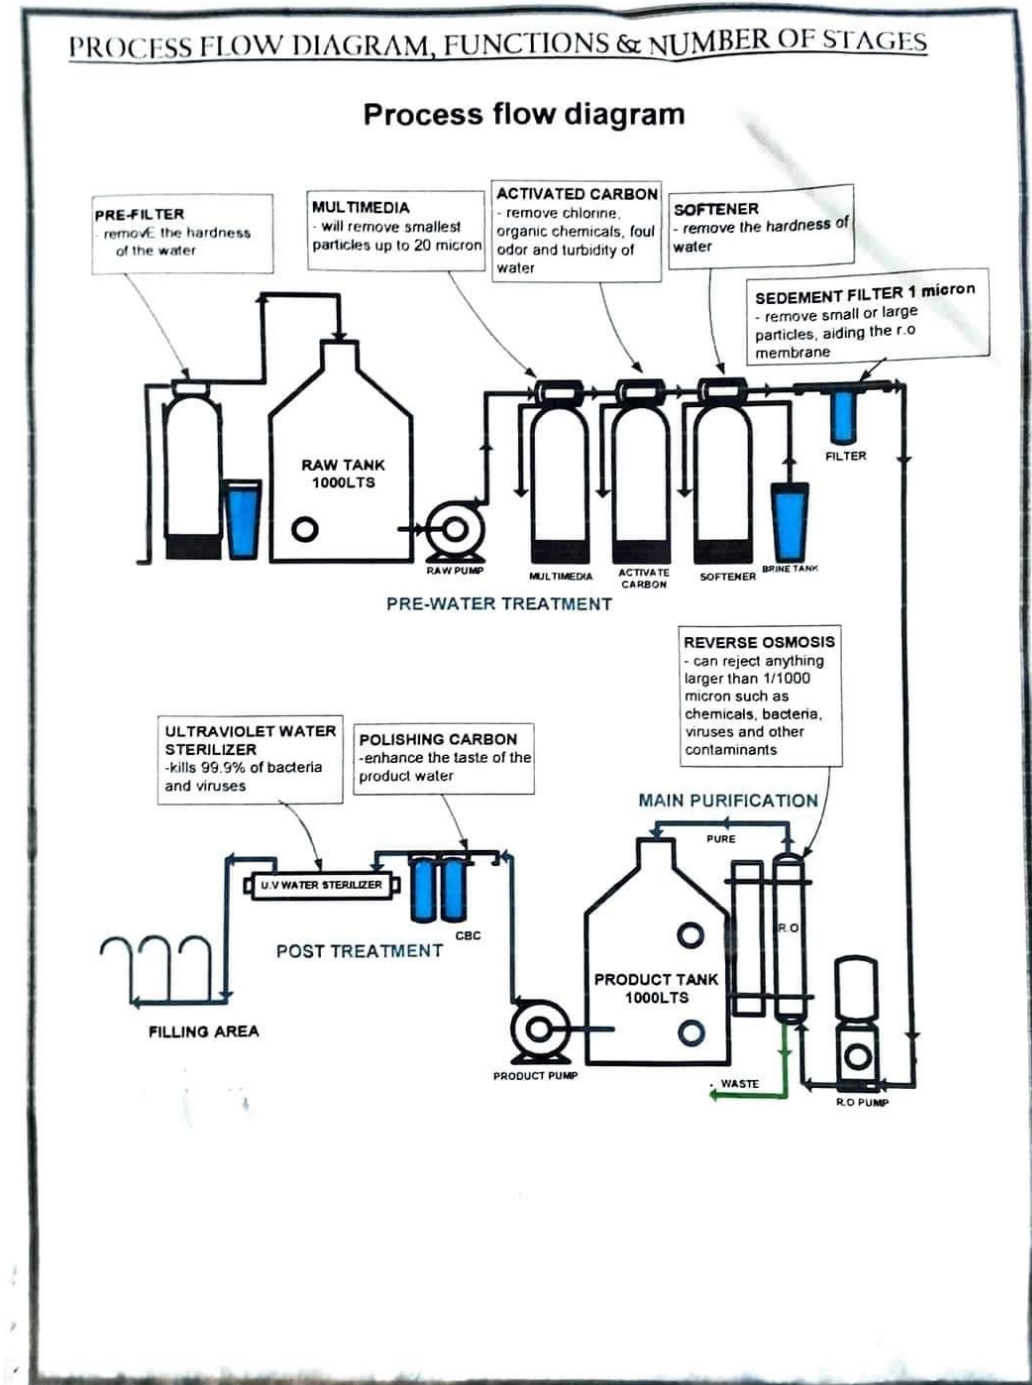 PROCESS FLOW DIAGRAM, FUNCTIONS & NUMBER OF STAGES
Process flow diagram
PRE-FILTER
- removE the hardness
of the water
MULTIMEDIA
- will remove smallest
particles up to 20 micron
ACTIVATED CARBON
- remove chlorine,
organic chemicals, foul
odor and turbidity of
water
SOFTENER
- remove the hardness of
water
SEDEMENT FILTER 1 micron
- remove small or large
particles, aiding the r.o
membrane
RAW TANK
1000LTS
FILTER
RAW PUMP
MULTIMEDIA
ACTIVATE
CARBON
SOFTENER
BRINE TANK
PRE-WATER TREATMENT
REVERSE OSMOSIS
- can reject anything
larger than 1/1000
micron such as
chemicals, bacteria,
viruses and other
contaminants
ULTRAVIOLET WATER
STERILIZER
-kills 99.9% of bacteria
and viruses
POLISHING CARBON
-enhance the taste of the
product water
MAIN PURIFICATION
PURE
U.V WATER STERILIZER
CBC
R.O
POST TREATMENT
PRODUCT TANK
1000LTS
FILLING AREA
PRODUCT PUMP
WASTE
R.O PUMP